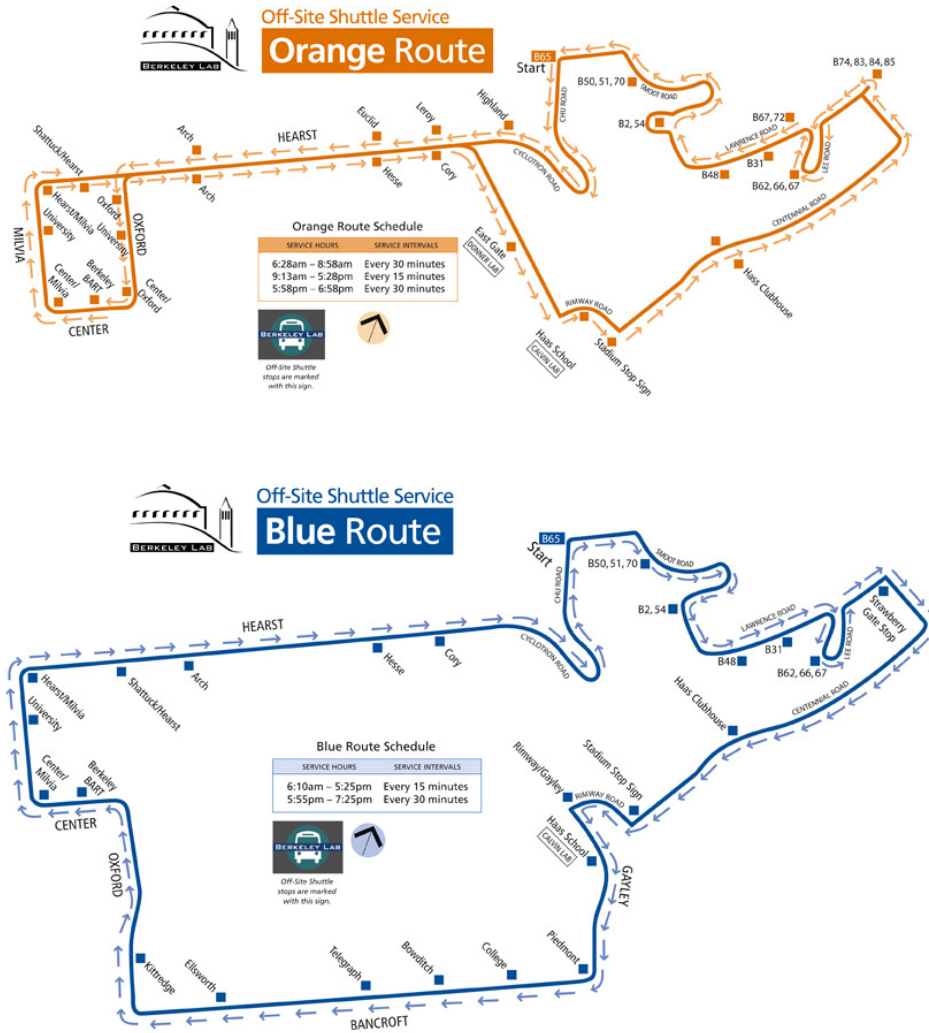 BERKELEY LAB
Off-Site Shuttle Service
Orange Route
B65
Start
CHU ROAD
B50, 51, 70
SMOOT ROAD
B2, 54
B74, 83, 84, 85
B67, 72
LAWRENCE ROAD
B31
B48
B62, 66, 67
LEE ROAD
CENTENNIAL ROAD
Hass Clubhouse
Highland
Leroy
Euclid
HEARST
Arch
Shattuck/Hearst
CYCLOTRON ROAD
Cory
Hesse
Arch
Oxford
Hearst/Milvia
University
University
OXFORD
MILVIA
Center/
Milvia
Berkeley
BART
Center/
Oxford
CENTER
East Gate
DONNER LAB
RIMWAY ROAD
Haas School
CALVIN LAB
Stadium Stop Sign
Orange Route Schedule
SERVICE HOURS SERVICE INTERVALS
6:28am – 8:58am Every 30 minutes
9:13am – 5:28pm Every 15 minutes
5:58pm – 6:58pm Every 30 minutes
BERKELEY LAB
Off-Site Shuttle
stops are marked
with this sign.
BERKELEY LAB
Off-Site Shuttle Service
Blue Route
B65
Start
CHU ROAD
B50, 51, 70
SMOOT ROAD
B2, 54
LAWRENCE ROAD
B31
B48
B62, 66, 67
LEE ROAD
Strawberry
Gate Stop
CENTENNIAL ROAD
Haas Clubhouse
HEARST
CYCLOTRON ROAD
Cory
Hesse
Arch
Shattuck/Hearst
Hearst/Milvia
University
Center/
Milvia
Berkeley
BART
CENTER
OXFORD
Stadium Stop Sign
Rimway/Gayley
RIMWAY ROAD
Haas School
CALVIN LAB
GAYLEY
Blue Route Schedule
SERVICE HOURS SERVICE INTERVALS
6:10am – 5:25pm Every 15 minutes
5:55pm – 7:25pm Every 30 minutes
BERKELEY LAB
Off-Site Shuttle
stops are marked
with this sign.
Kittredge
Ellsworth
Telegraph
Bowditch
College
Piedmont
BANCROFT